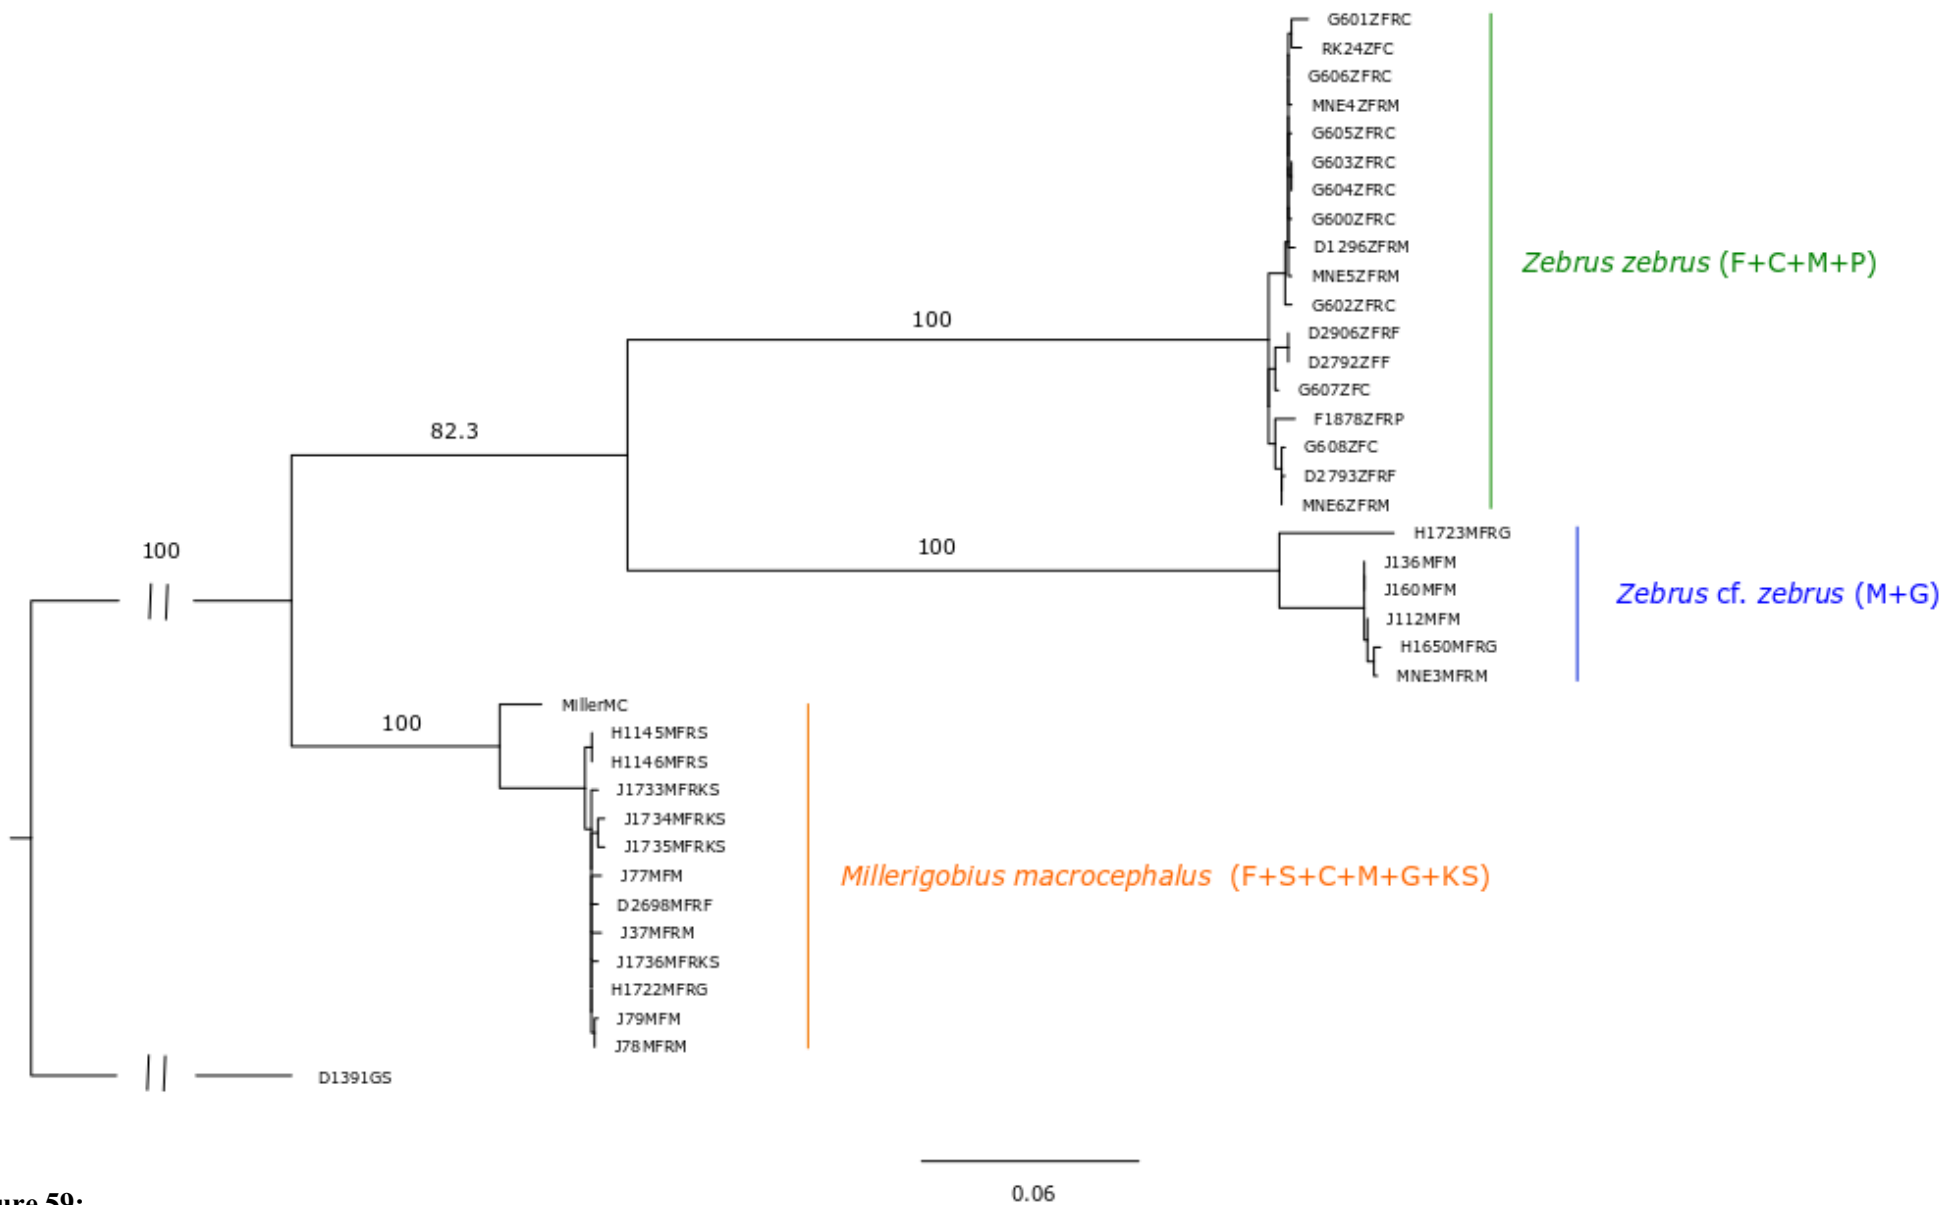 G601ZFRC
RK24ZFC
G606ZFRC
MNE4ZFRM
G605ZFRC
G603ZFRC
G604ZFRC
G600ZFRC
D1296ZFRM
MNE5ZFRM
G602ZFRC
D2906ZFRF
D2792ZFF
G607ZFC
F1878ZFRP
G608ZFC
D2793ZFRF
MNE6ZFRM
Zebrus zebrus (F+C+M+P)
100
82.3
100
100
H1723MFRG
J136MFM
J160MFM
J112MFM
H1650MFRG
MNE3MFRM
Zebrus cf. zebrus (M+G)
100
MillerMC
H1145MFRS
H1146MFRS
J1733MFRKS
J1734MFRKS
J1735MFRKS
J77MFM
D2698MFRF
J37MFRM
J1736MFRKS
H1722MFRG
J79MFM
J78MFRM
Millerigobius macrocephalus (F+S+C+M+G+KS)
D1391GS
0.06
ure 59: